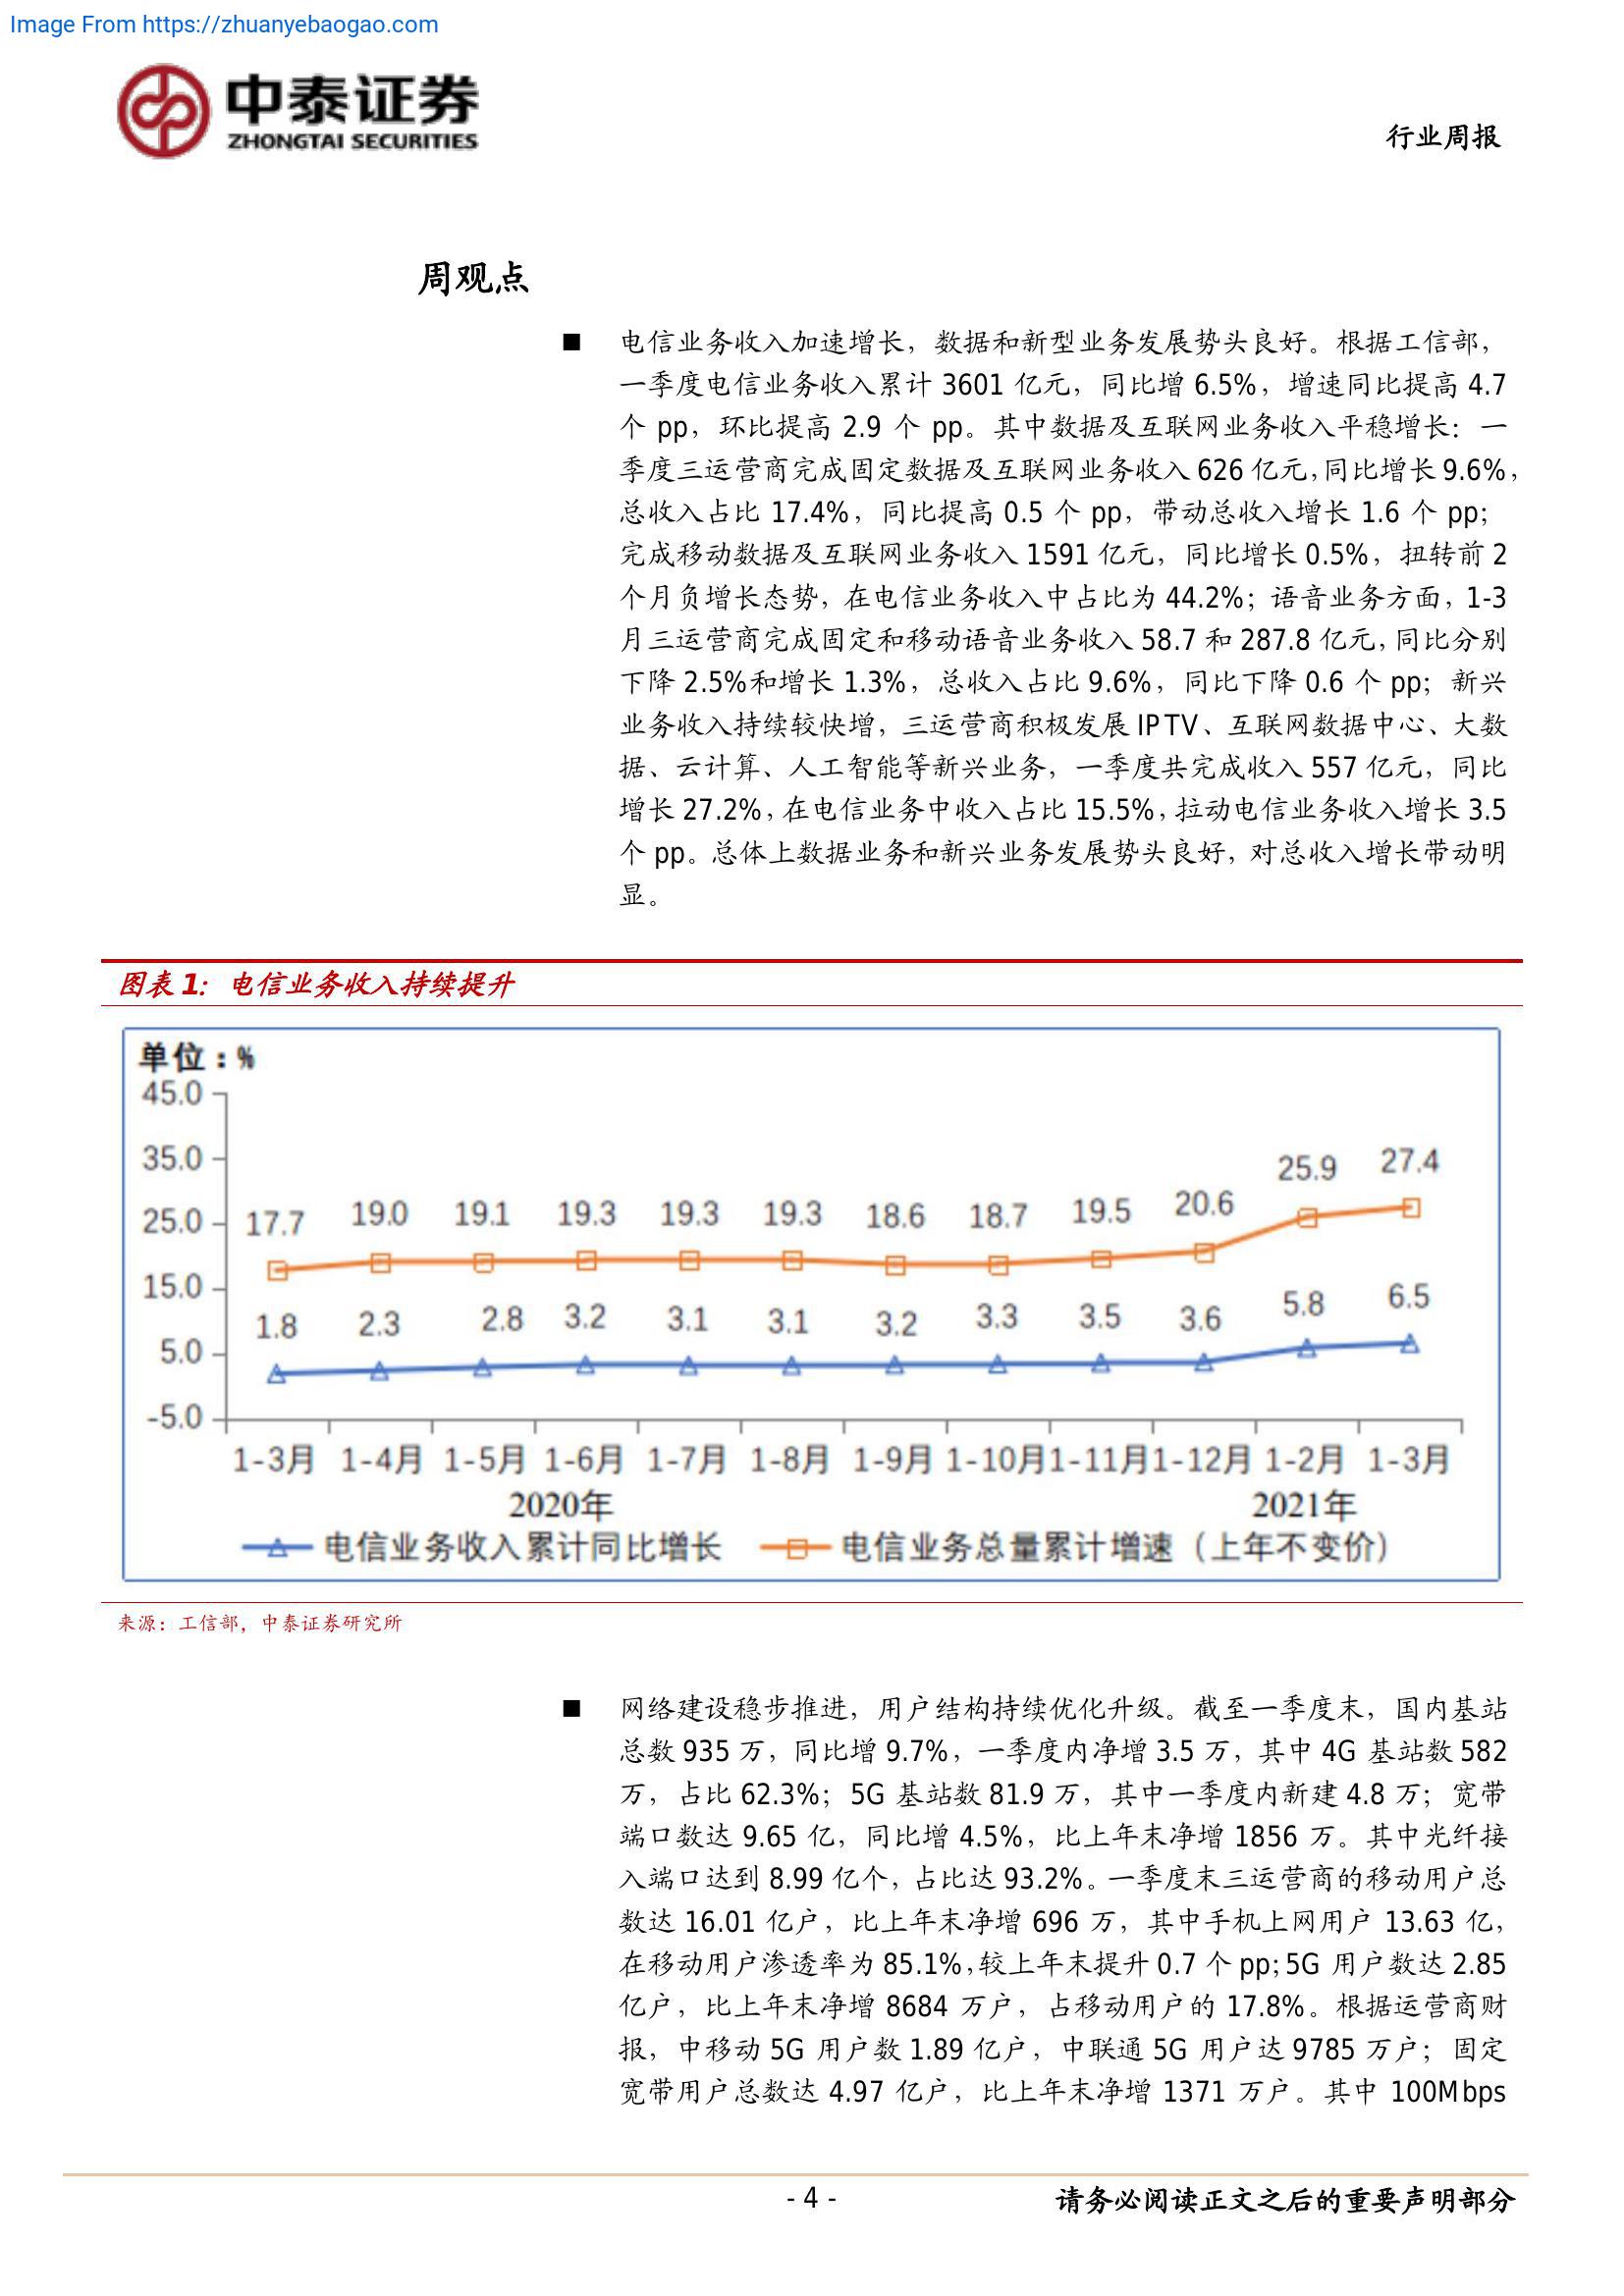 Image From https://zhuanyebaogao.com
中泰证券
ZHONGTAI SECURITIES
行业周报
周观点
■ 电信业务收入加速增长，数据和新型业务发展势头良好。根据工信部，
一季度电信业务收入累计 3601 亿元，同比增 6.5%，增速同比提高 4.7
个 pp，环比提高 2.9 个 pp。其中数据及互联网业务收入平稳增长：一
季度三运营商完成固定数据及互联网业务收入 626 亿元，同比增长 9.6%，
总收入占比 17.4%，同比提高 0.5 个 pp，带动总收入增长 1.6 个 pp；
完成移动数据及互联网业务收入 1591 亿元，同比增长 0.5%，扭转前 2
个月负增长态势，在电信业务收入中占比为 44.2%；语音业务方面，1-3
月三运营商完成固定和移动语音业务收入 58.7 和 287.8 亿元，同比分别
下降 2.5%和增长 1.3%，总收入占比 9.6%，同比下降 0.6 个 pp；新兴
业务收入持续较快增，三运营商积极发展 IPTV、互联网数据中心、大数
据、云计算、人工智能等新兴业务，一季度共完成收入 557 亿元，同比
增长 27.2%，在电信业务中收入占比 15.5%，拉动电信业务收入增长 3.5
个 pp。总体上数据业务和新兴业务发展势头良好，对总收入增长带动明
显。
图表 1：电信业务收入持续提升
单位：%
45.0
35.0
25.0
15.0
5.0
-5.0
17.7 19.0 19.1 19.3 19.3 19.3 18.6 18.7 19.5 20.6 25.9 27.4
1.8 2.3 2.8 3.2 3.1 3.1 3.2 3.3 3.5 3.6 5.8 6.5
1-3月 1-4月 1-5月 1-6月 1-7月 1-8月 1-9月 1-10月 1-11月 1-12月 1-2月 1-3月
2020年 2021年
电信业务收入累计同比增长 电信业务总量累计增速（上年不变价）
来源：工信部，中泰证券研究所
■ 网络建设稳步推进，用户结构持续优化升级。截至一季度末，国内基站
总数 935 万，同比增 9.7%，一季度内净增 3.5 万，其中 4G 基站数 582
万，占比 62.3%；5G 基站数 81.9 万，其中一季度内新建 4.8 万；宽带
端口数达 9.65 亿，同比增 4.5%，比上年末净增 1856 万。其中光纤接
入端口达到 8.99 亿个，占比达 93.2%。一季度末三运营商的移动用户总
数达 16.01 亿户，比上年末净增 696 万，其中手机上网用户 13.63 亿，
在移动用户渗透率为 85.1%，较上年末提升 0.7 个 pp；5G 用户数达 2.85
亿户，比上年末净增 8684 万户，占移动用户的 17.8%。根据运营商财
报，中移动 5G 用户数 1.89 亿户，中联通 5G 用户达 9785 万户；固定
宽带用户总数达 4.97 亿户，比上年末净增 1371 万户。其中 100Mbps
- 4 -
请务必阅读正文之后的重要声明部分